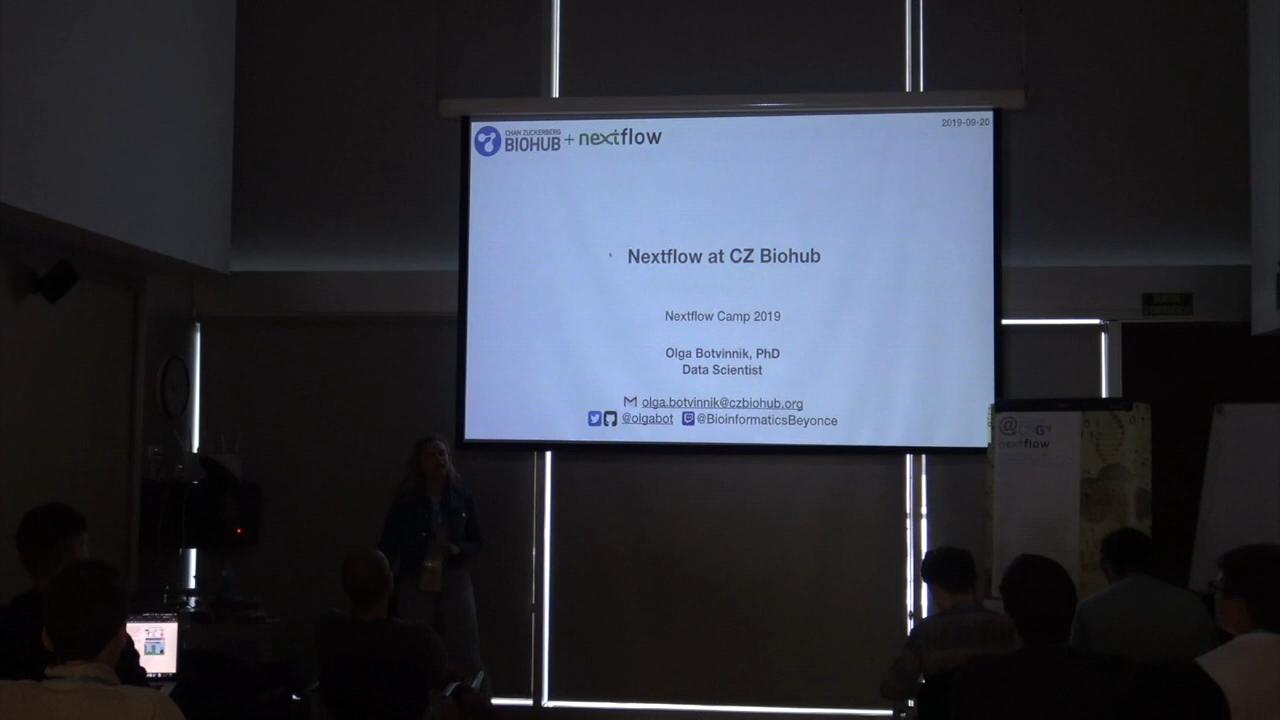 CHAN ZUCKERBERG
BIOHUB + nextflow
2019-09-20
Nextflow at CZ Biohub
Nextflow Camp 2019
Olga Botvinnik, PhD
Data Scientist
olga.botvinnik@czbiohub.org
@olgabot @BioinformaticsBeyonce
nextflow